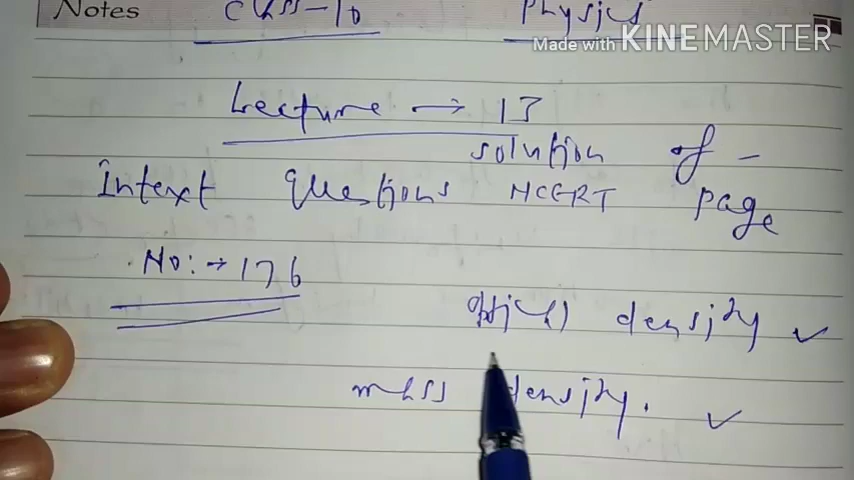 Notes Class-10 Physics
Made with KINEMASTER
Lecture → 13
solution of -
Intext Questions NCERT page
No:→176
optical density ✓
mass density. ✓